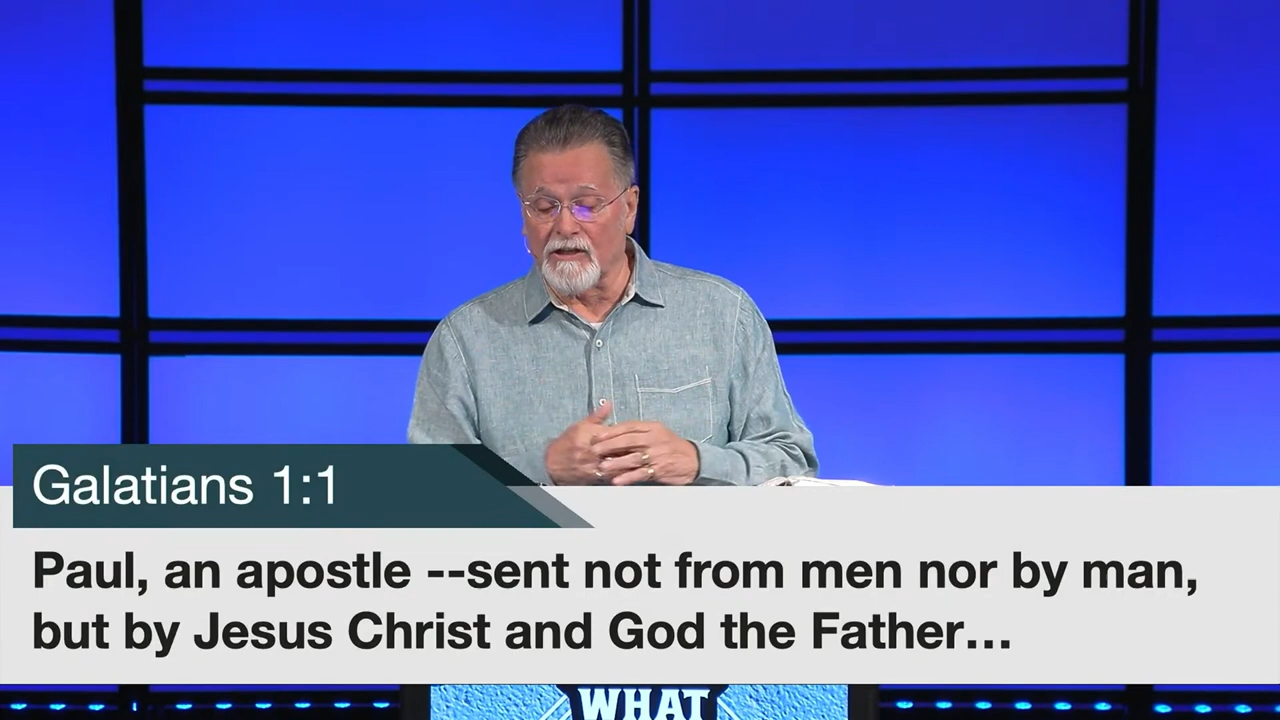 Galatians 1:1
Paul, an apostle --sent not from men nor by man,
but by Jesus Christ and God the Father…
WHAT